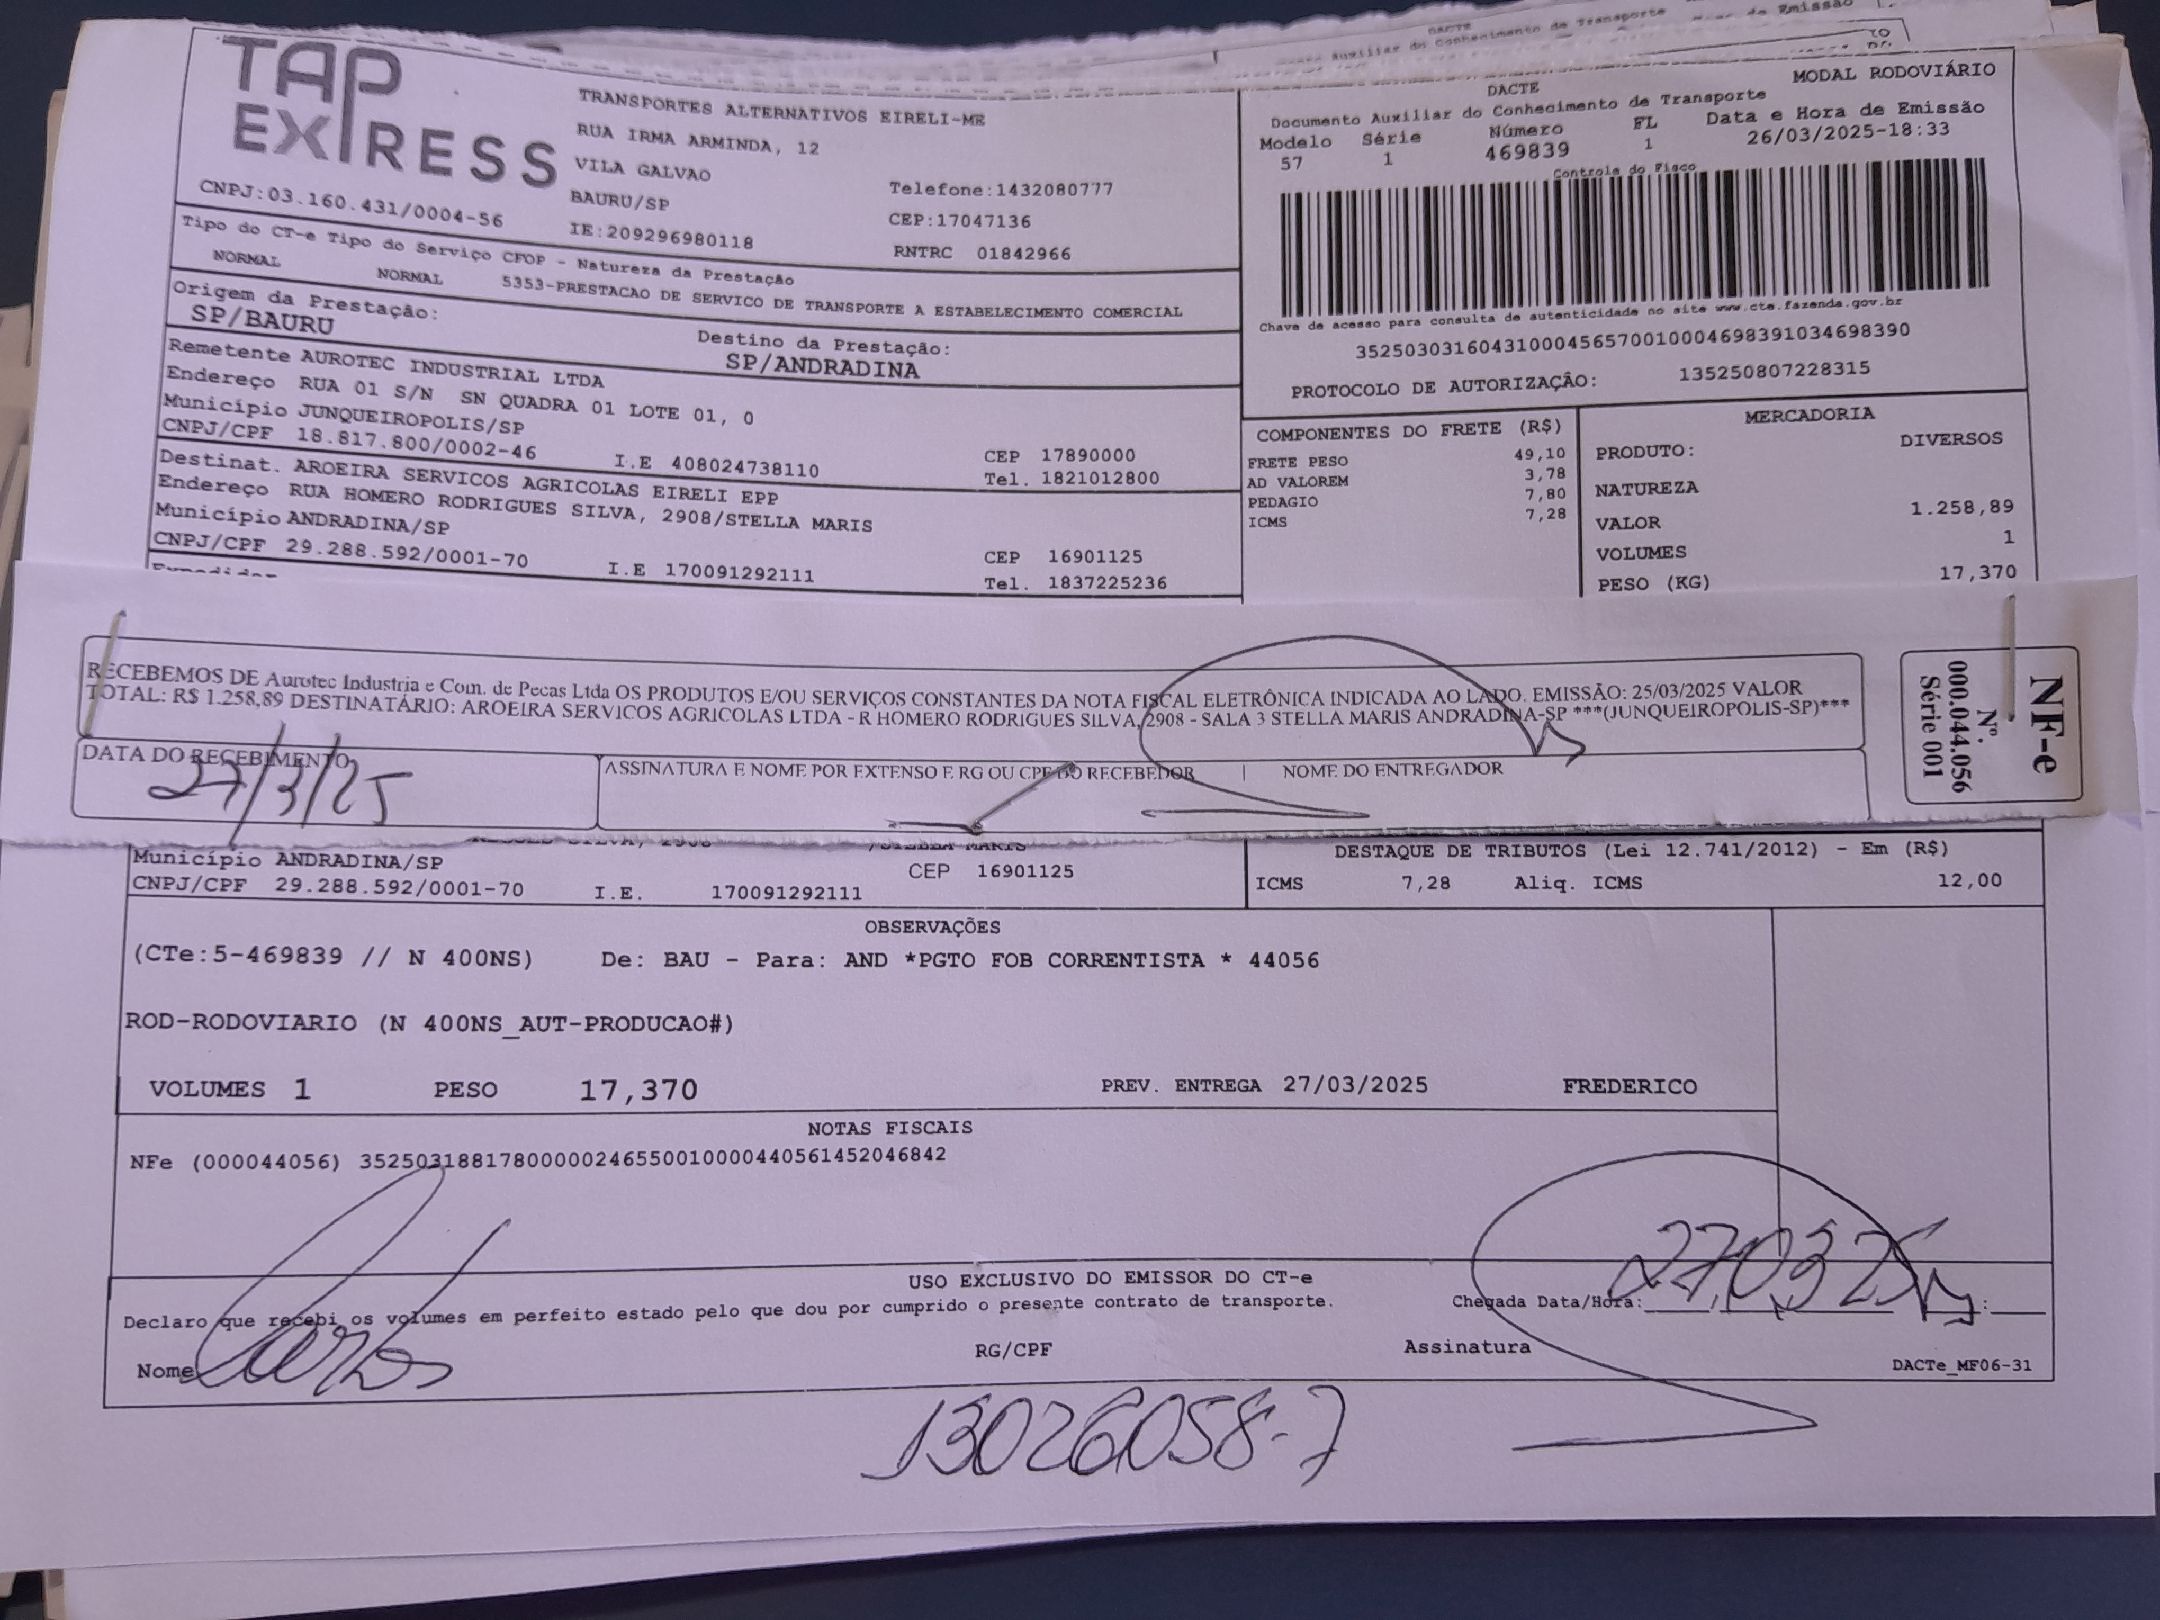 DACTE
Documento Auxiliar do Conhecimento de Transporte
TAP EXPRESS
CNPJ:03.160.431/0004-56
TRANSPORTES ALTERNATIVOS EIRELI-ME
RUA IRMA ARMINDA, 12
VILA GALVAO
BAURU/SP
IE:209296980118
Telefone:1432080777
CEP:17047136
RNTRC 01842966
DACTE MODAL RODOVIÁRIO
Documento Auxiliar do Conhecimento de Transporte
Modelo Série Número FL Data e Hora de Emissão
57 1 469839 1 26/03/2025-18:33
Controle do Fisco
Chave de acesso para consulta de autenticidade no site www.cte.fazenda.gov.br
35250303160431000456570010004698391034698390
PROTOCOLO DE AUTORIZAÇÃO: 135250807228315
Tipo do CT-e Tipo do Serviço CFOP - Natureza da Prestação
NORMAL NORMAL 5353-PRESTACAO DE SERVICO DE TRANSPORTE A ESTABELECIMENTO COMERCIAL
Origem da Prestação: Destino da Prestação:
SP/BAURU SP/ANDRADINA
Remetente AUROTEC INDUSTRIAL LTDA
Endereço RUA 01 S/N SN QUADRA 01 LOTE 01, 0
Município JUNQUEIROPOLIS/SP CEP 17890000
CNPJ/CPF 18.817.800/0002-46 I.E 408024738110 Tel. 1821012800
Destinat. AROEIRA SERVICOS AGRICOLAS EIRELI EPP
Endereço RUA HOMERO RODRIGUES SILVA, 2908/STELLA MARIS
Município ANDRADINA/SP CEP 16901125
CNPJ/CPF 29.288.592/0001-70 I.E 170091292111 Tel. 1837225236
COMPONENTES DO FRETE (R$)
FRETE PESO 49,10
AD VALOREM 3,78
PEDAGIO 7,80
ICMS 7,28
MERCADORIA
PRODUTO: DIVERSOS
NATUREZA
VALOR 1.258,89
VOLUMES 1
PESO (KG) 17,370
RECEBEMOS DE Aurotec Industria e Com. de Pecas Ltda OS PRODUTOS E/OU SERVIÇOS CONSTANTES DA NOTA FISCAL ELETRÔNICA INDICADA AO LADO. EMISSÃO: 25/03/2025 VALOR
TOTAL: R$ 1.258,89 DESTINATÁRIO: AROEIRA SERVICOS AGRICOLAS LTDA - R HOMERO RODRIGUES SILVA, 2908 - SALA 3 STELLA MARIS ANDRADINA-SP ***(JUNQUEIROPOLIS-SP)***
DATA DO RECEBIMENTO
27/3/25
ASSINATURA E NOME POR EXTENSO E RG OU CPF DO RECEBEDOR | NOME DO ENTREGADOR
NF-e
Nº.
000.044.056
Série 001
Município ANDRADINA/SP CEP 16901125
CNPJ/CPF 29.288.592/0001-70 I.E. 170091292111
DESTAQUE DE TRIBUTOS (Lei 12.741/2012) - Em (R$)
ICMS 7,28 Aliq. ICMS 12,00
OBSERVAÇÕES
(CTe:5-469839 // N 400NS) De: BAU - Para: AND *PGTO FOB CORRENTISTA * 44056
ROD-RODOVIARIO (N 400NS_AUT-PRODUCAO#)
VOLUMES 1 PESO 17,370 PREV. ENTREGA 27/03/2025 FREDERICO
NOTAS FISCAIS
NFe (000044056) 35250318817800000246550010000440561452046842
USO EXCLUSIVO DO EMISSOR DO CT-e
Declaro que recebi os volumes em perfeito estado pelo que dou por cumprido o presente contrato de transporte. Chegada Data/Hora: 27 03 25
Nome Carlos RG/CPF Assinatura
DACTe_MF06-31
13026058-7